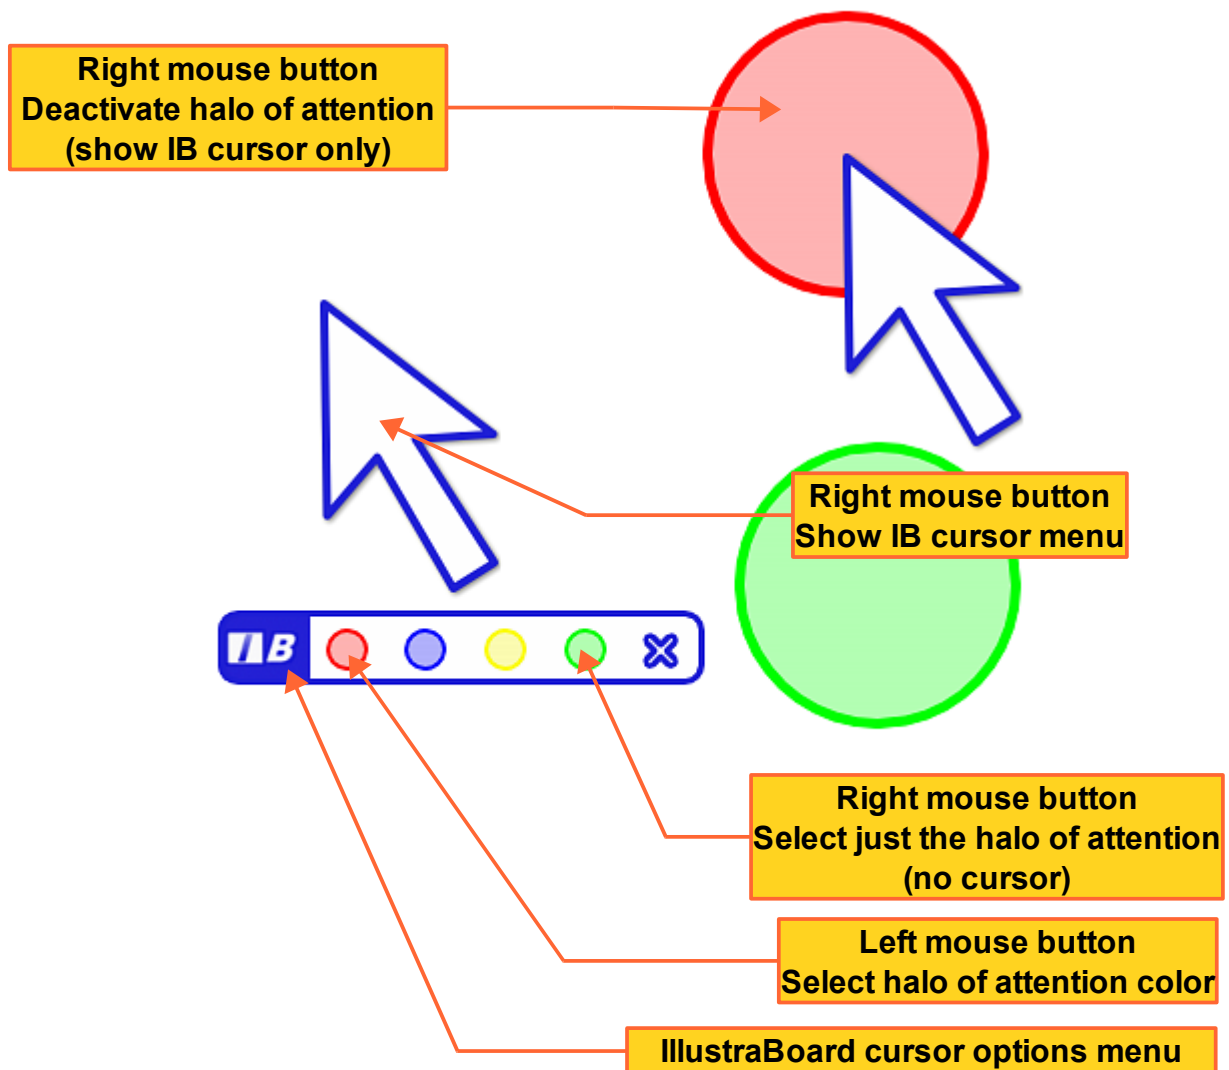 Right mouse button
Deactivate halo of attention
(show IB cursor only)
Right mouse button
Show IB cursor menu
IB
Right mouse button
Select just the halo of attention
(no cursor)
Left mouse button
Select halo of attention color
IllustraBoard cursor options menu